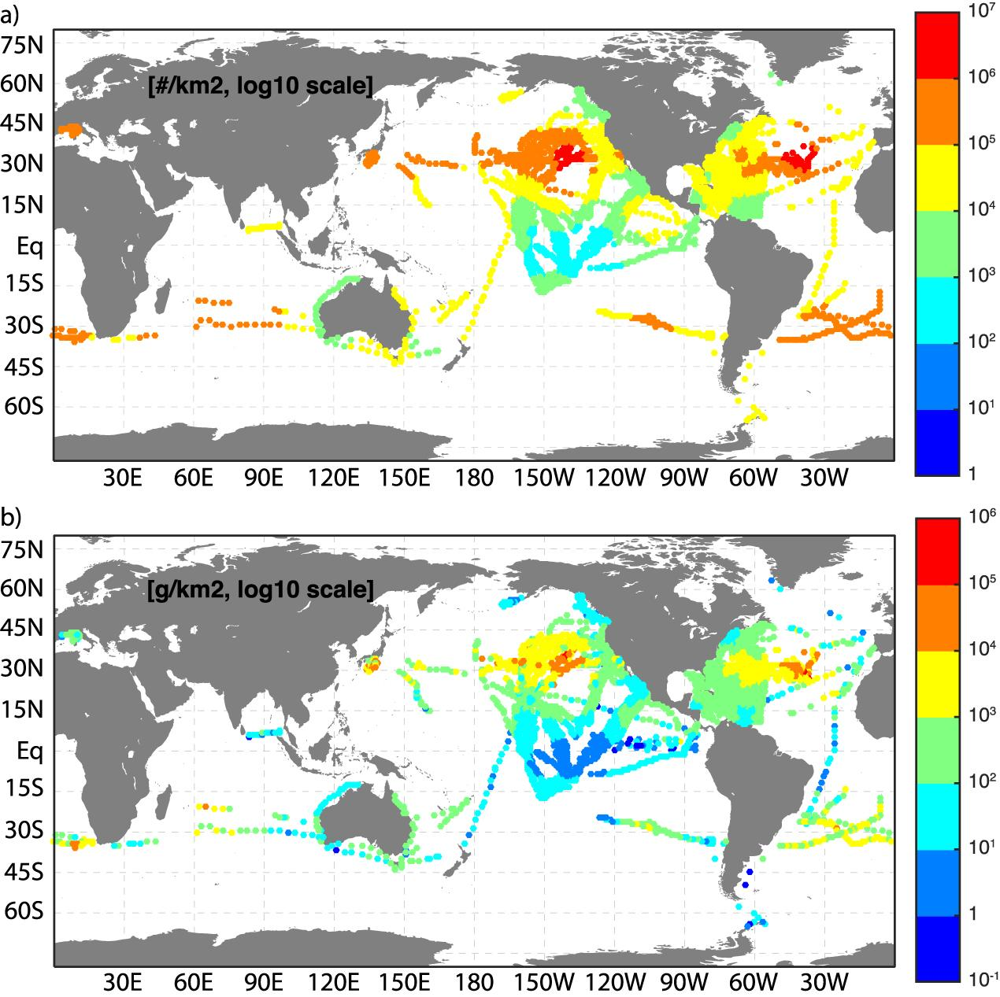 a)
[#/km2, log10 scale]
75N
60N
45N
30N
15N
Eq
15S
30S
45S
60S
30E 60E 90E 120E 150E 180 150W 120W 90W 60W 30W
10⁷
10⁶
10⁵
10⁴
10³
10²
10¹
1
b)
[g/km2, log10 scale]
75N
60N
45N
30N
15N
Eq
15S
30S
45S
60S
30E 60E 90E 120E 150E 180 150W 120W 90W 60W 30W
10⁶
10⁵
10⁴
10³
10²
10¹
1
10⁻¹